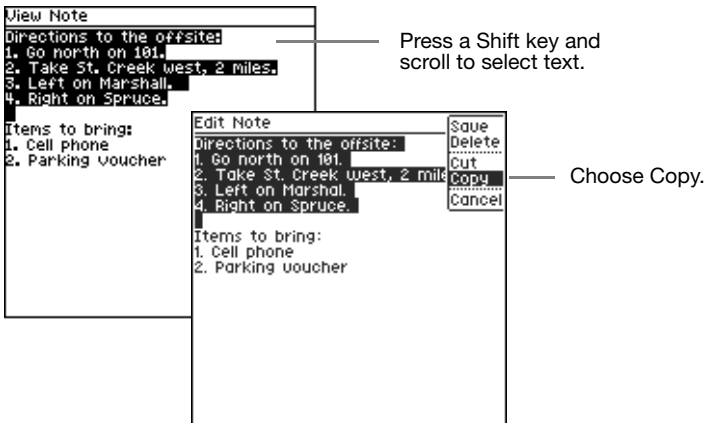 View Note
Directions to the offsite:
1. Go north on 101.
2. Take St. Creek west, 2 miles.
3. Left on Marshall.
4. Right on Spruce.
Items to bring:
1. Cell phone
2. Parking voucher
Press a Shift key and
scroll to select text.
Edit Note
Directions to the offsite:
1. Go north on 101.
2. Take St. Creek west, 2 mile
3. Left on Marshal.
4. Right on Spruce.
Items to bring:
1. Cell phone
2. Parking voucher
Save
Delete
Cut
Copy
Cancel
Choose Copy.